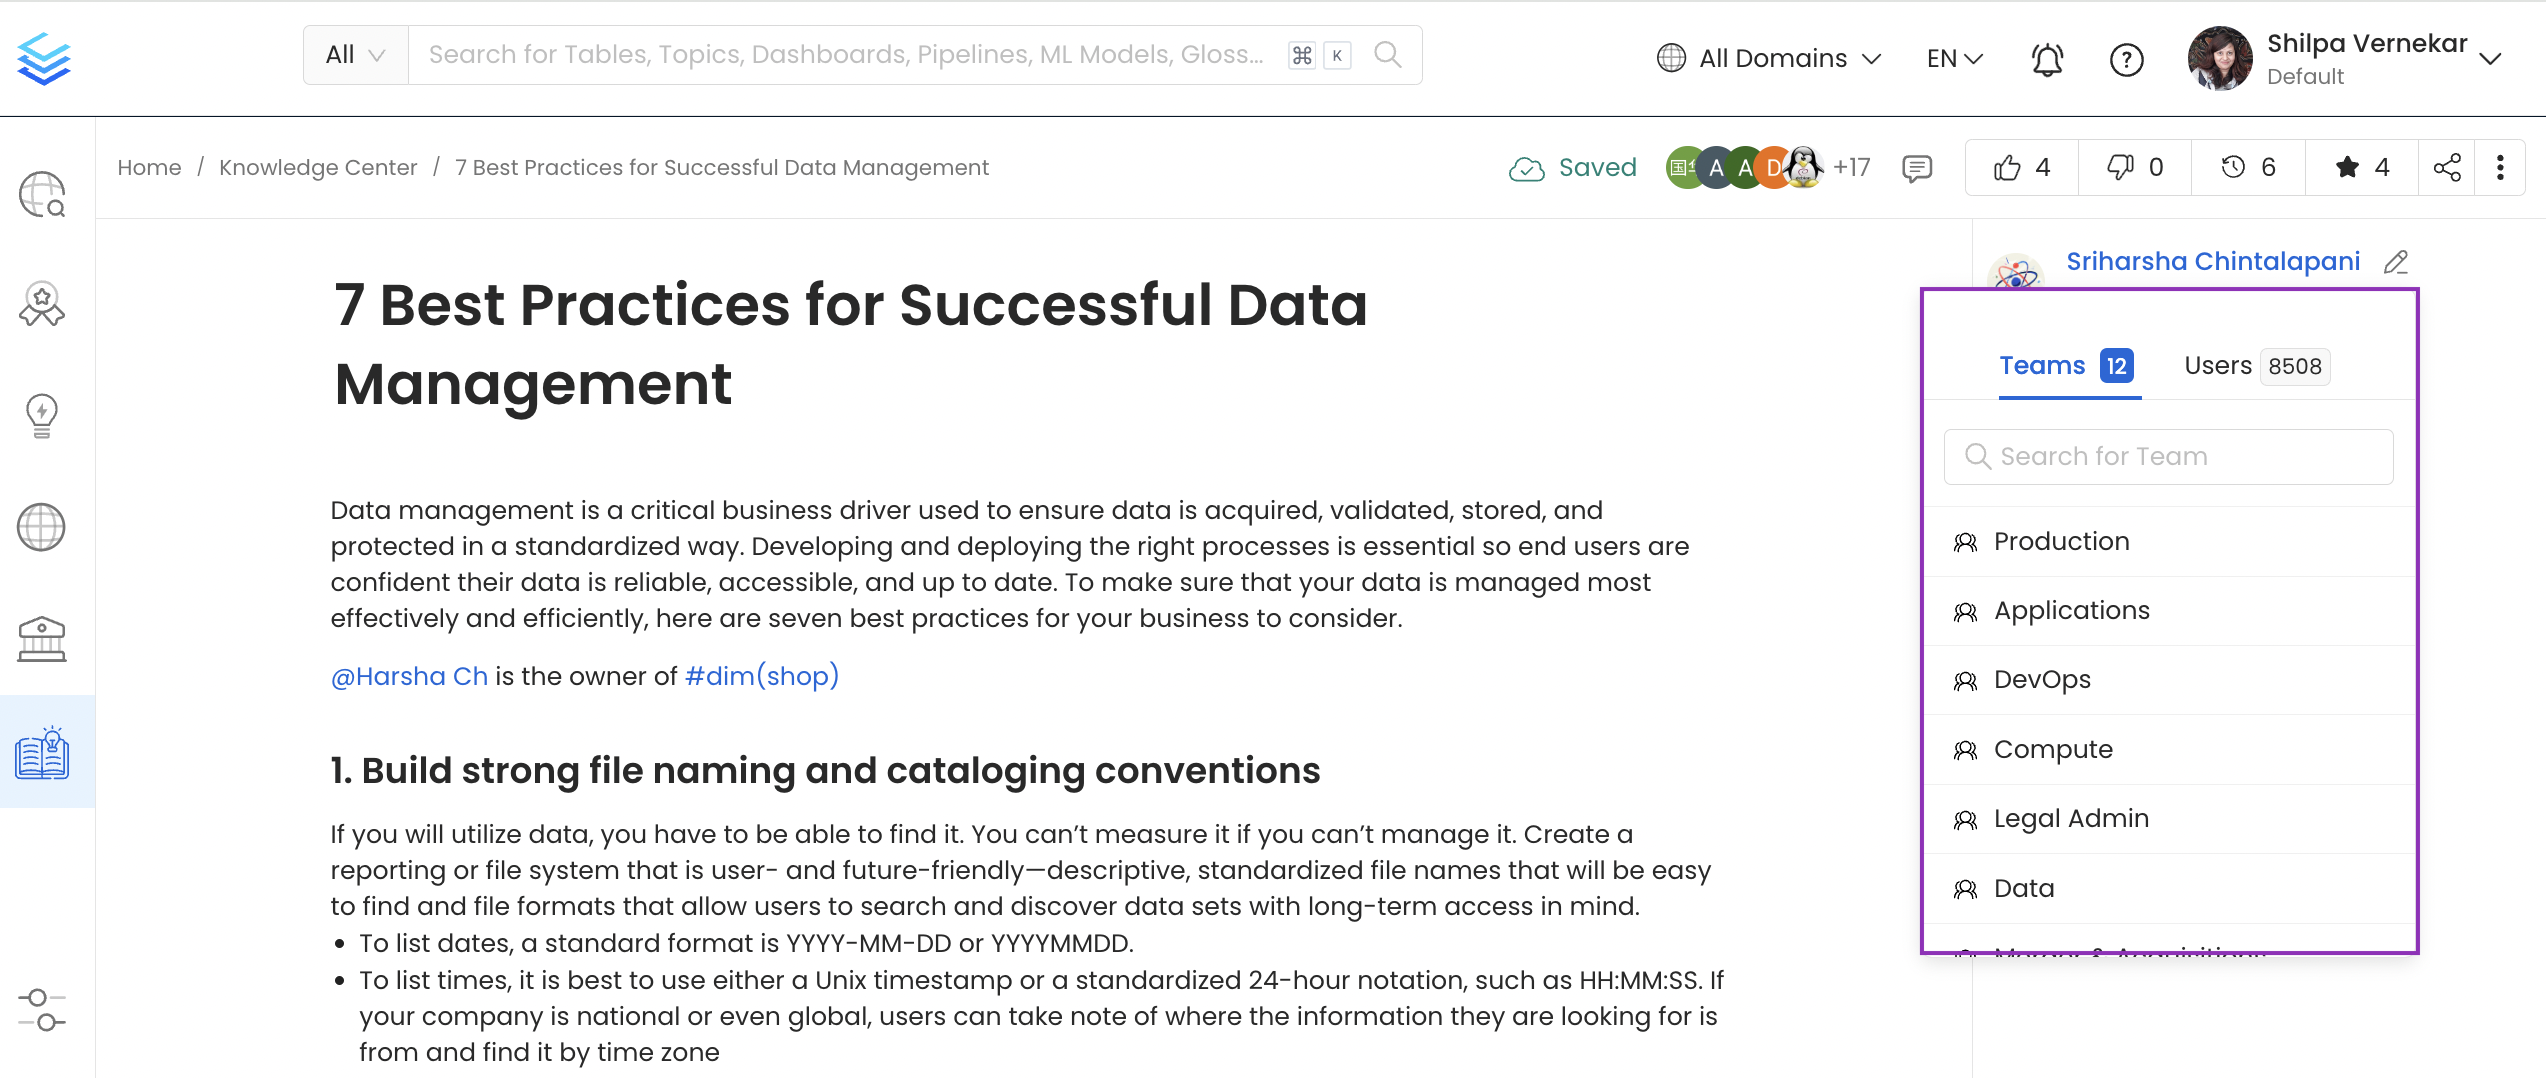 All
Search for Tables, Topics, Dashboards, Pipelines, ML Models, Gloss...
⌘ K
All Domains
EN
Shilpa Vernekar
Default
Home / Knowledge Center / 7 Best Practices for Successful Data Management
Saved
A A D +17
4
0
6
4
Sriharsha Chintalapani
7 Best Practices for Successful Data
Management
Data management is a critical business driver used to ensure data is acquired, validated, stored, and
protected in a standardized way. Developing and deploying the right processes is essential so end users are
confident their data is reliable, accessible, and up to date. To make sure that your data is managed most
effectively and efficiently, here are seven best practices for your business to consider.
@Harsha Ch is the owner of #dim(shop)
1. Build strong file naming and cataloging conventions
If you will utilize data, you have to be able to find it. You can’t measure it if you can’t manage it. Create a
reporting or file system that is user- and future-friendly—descriptive, standardized file names that will be easy
to find and file formats that allow users to search and discover data sets with long-term access in mind.
• To list dates, a standard format is YYYY-MM-DD or YYYYMMDD.
• To list times, it is best to use either a Unix timestamp or a standardized 24-hour notation, such as HH:MM:SS. If
your company is national or even global, users can take note of where the information they are looking for is
from and find it by time zone
Teams 12
Users 8508
Search for Team
Production
Applications
DevOps
Compute
Legal Admin
Data